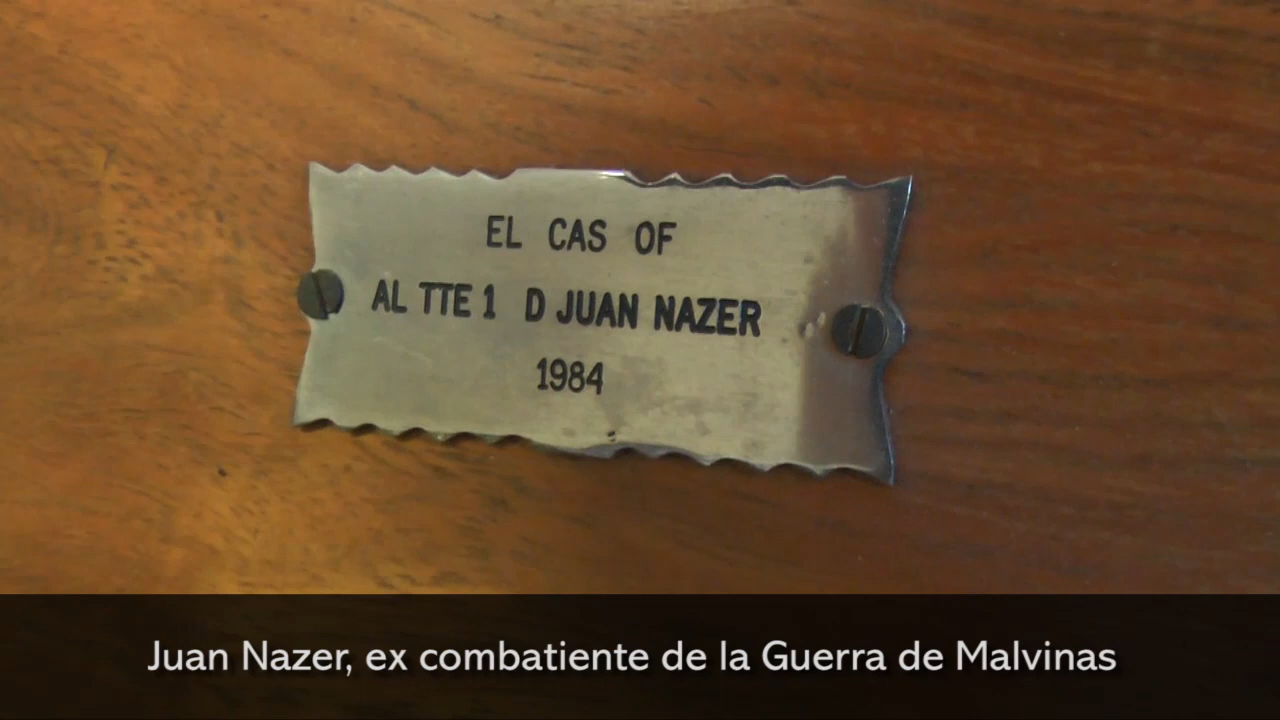 EL CAS OF
AL TTE 1 D JUAN NAZER
1984
Juan Nazer, ex combatiente de la Guerra de Malvinas